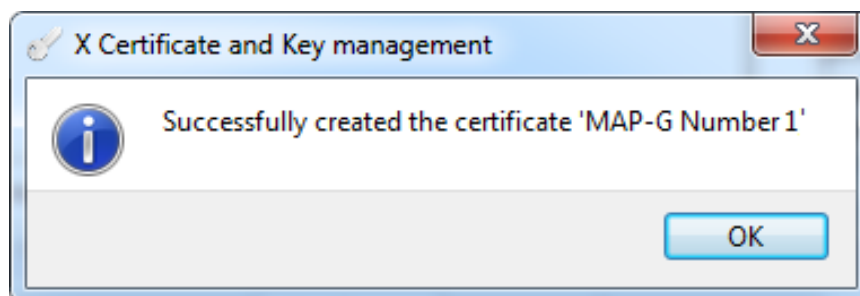 X Certificate and Key management
Successfully created the certificate 'MAP-G Number 1'
OK